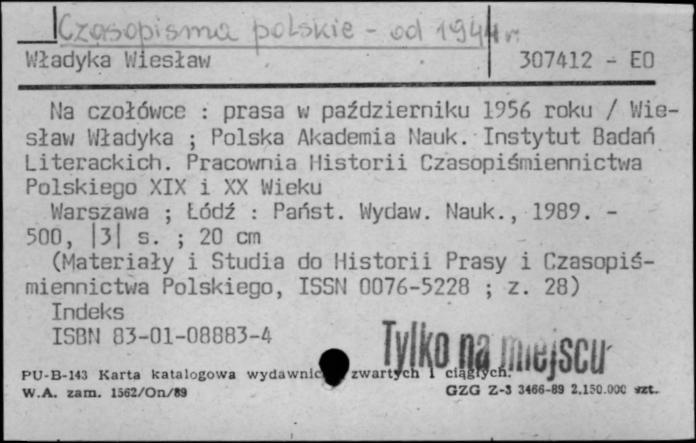 Czasopisma polskie - od 1944 r.
Władyka Wiesław 307412 - EO
Na czołówce : prasa w październiku 1956 roku / Wie-
sław Władyka ; Polska Akademia Nauk. Instytut Badań
Literackich. Pracownia Historii Czasopiśmiennictwa
Polskiego XIX i XX Wieku
Warszawa ; Łódź : Państ. Wydaw. Nauk., 1989. -
500, |3| s. ; 20 cm
(Materiały i Studia do Historii Prasy i Czasopiś-
miennictwa Polskiego, ISSN 0076-5228 ; z. 28)
Indeks
ISBN 83-01-08883-4
Tylko na miejscu
PU-B-143 Karta katalogowa wydawnic zwartych i ciągłych.
W.A. zam. 1562/On/89 GZG Z-3 3466-89 2.150.000 szt.